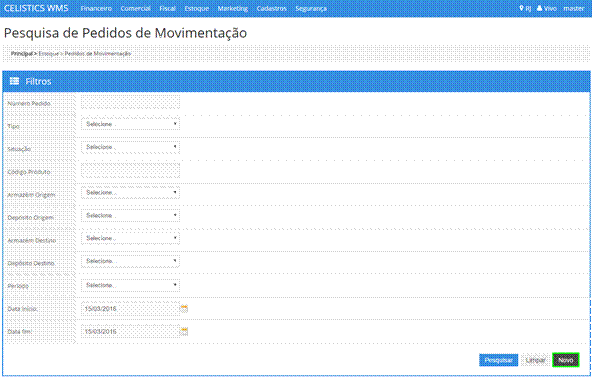 CELISTICS WMS Financeiro Comercial Fiscal Estoque Marketing Cadastros Segurança RJ Vivo master
Pesquisa de Pedidos de Movimentação
Principal > Estoque > Pedidos de Movimentação
Filtros
Número Pedido:
Tipo: Selecione...
Situação: Selecione...
Código Produto:
Armazém Origem: Selecione...
Depósito Origem: Selecione...
Armazém Destino: Selecione...
Depósito Destino: Selecione...
Período: Selecione...
Data Início: 15/03/2016
Data fim: 15/03/2016
Pesquisar Limpar Novo